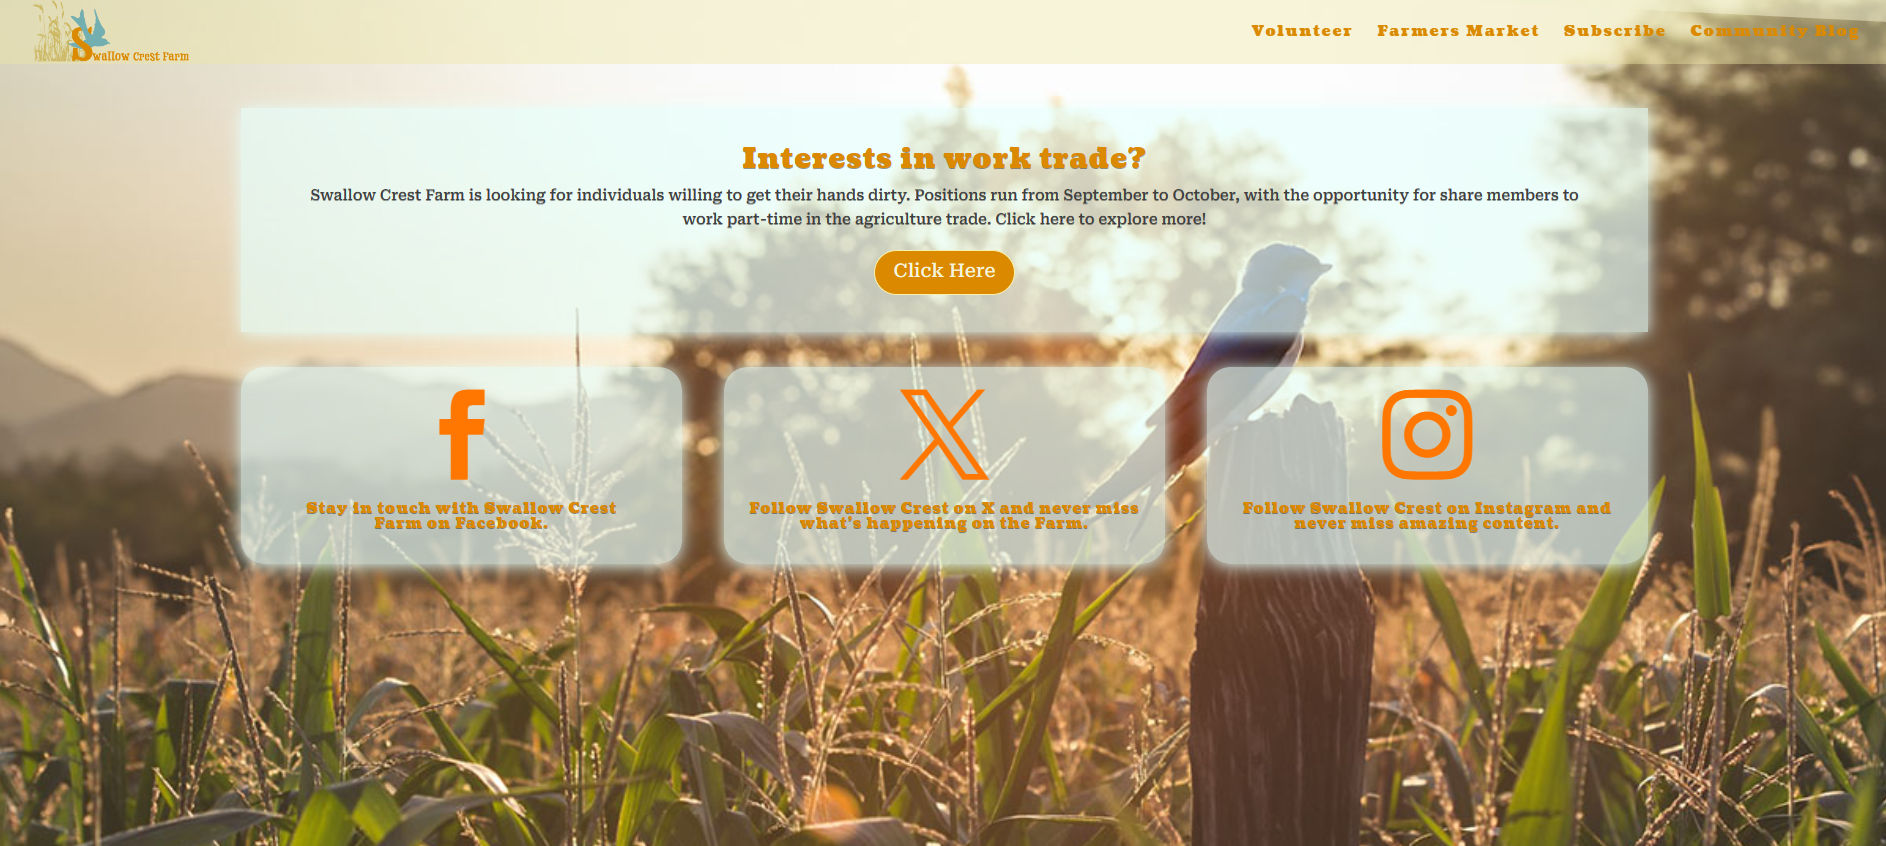 Swallow Crest Farm
Volunteer Farmers Market Subscribe Community Blog
Interests in work trade?
Swallow Crest Farm is looking for individuals willing to get their hands dirty. Positions run from September to October, with the opportunity for share members to
work part-time in the agriculture trade. Click here to explore more!
Click Here
Stay in touch with Swallow Crest
Farm on Facebook.
Follow Swallow Crest on X and never miss
what's happening on the Farm.
Follow Swallow Crest on Instagram and
never miss amazing content.